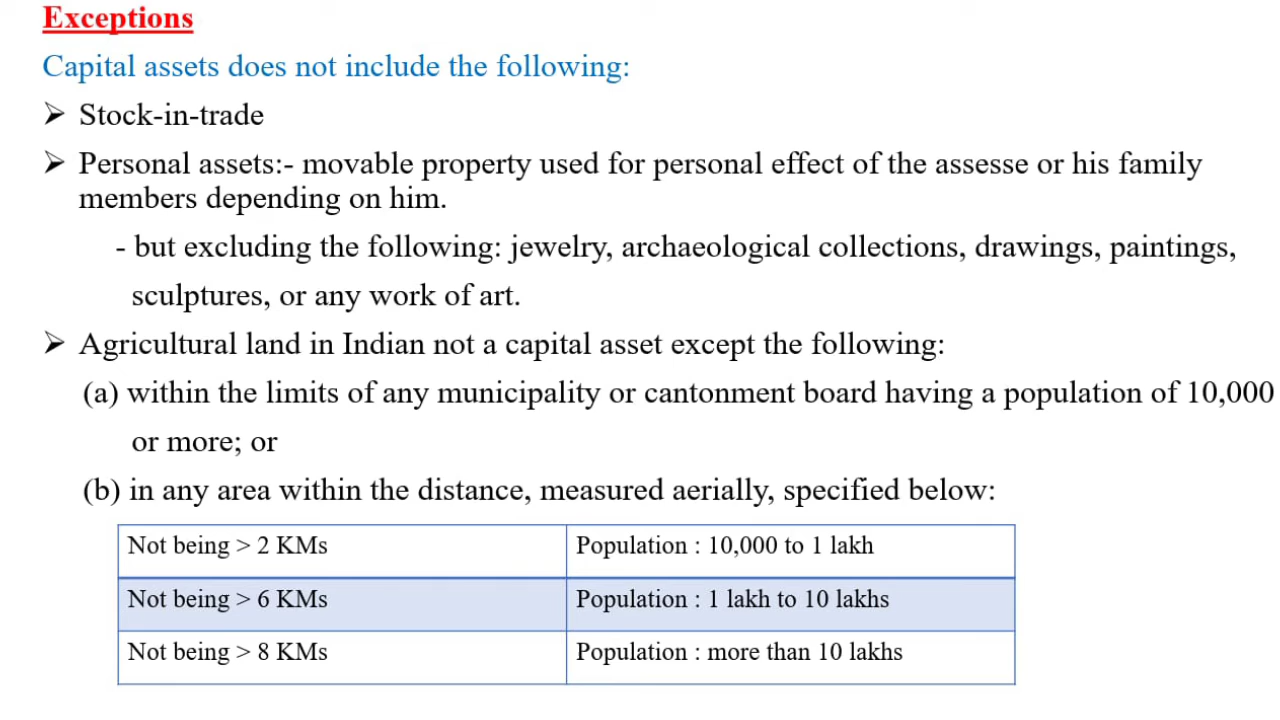 Exceptions
Capital assets does not include the following:
➢ Stock-in-trade
➢ Personal assets:- movable property used for personal effect of the assesse or his family
members depending on him.
- but excluding the following: jewelry, archaeological collections, drawings, paintings,
sculptures, or any work of art.
➢ Agricultural land in Indian not a capital asset except the following:
(a) within the limits of any municipality or cantonment board having a population of 10,000
or more; or
(b) in any area within the distance, measured aerially, specified below:
Not being > 2 KMs Population : 10,000 to 1 lakh
Not being > 6 KMs Population : 1 lakh to 10 lakhs
Not being > 8 KMs Population : more than 10 lakhs